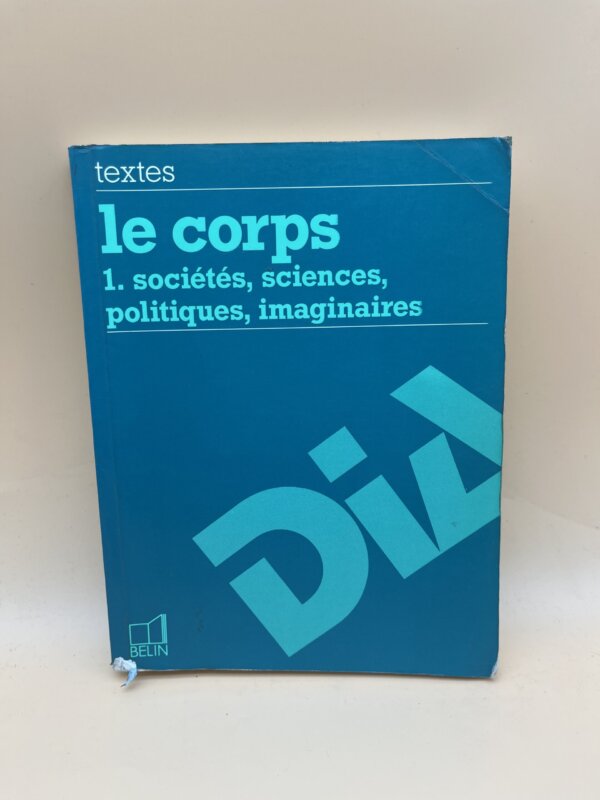 textes
le corps
1. sociétés, sciences,
politiques, imaginaires
DIA
BELIN